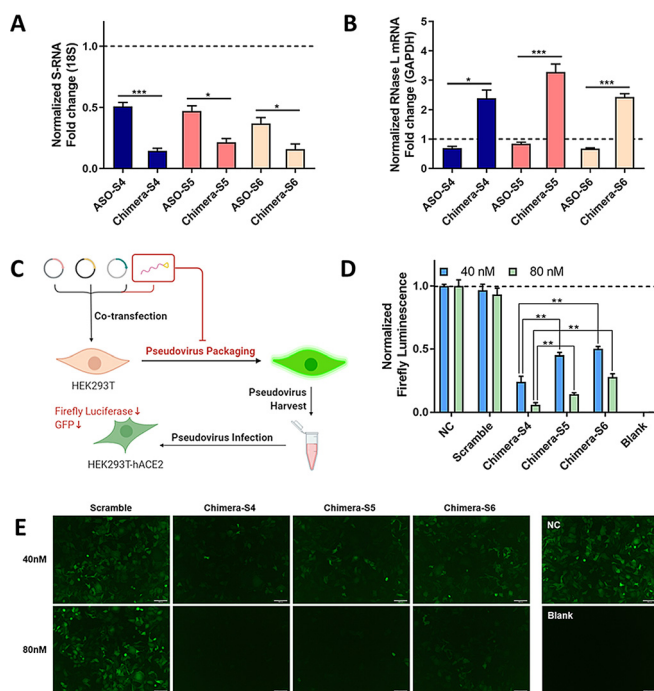 A
Normalized S-RNA
Fold change (18S)
1.0
0.5
0.0
***
*
*
ASO-S4
Chimera-S4
ASO-S5
Chimera-S5
ASO-S6
Chimera-S6
B
Normalized RNase L mRNA
Fold change (GAPDH)
5
4
3
2
1
0
*
***
***
ASO-S4
Chimera-S4
ASO-S5
Chimera-S5
ASO-S6
Chimera-S6
C
Co-transfection
HEK293T
Pseudovirus Packaging
Pseudovirus
Harvest
Firefly Luciferase↓
GFP↓
Pseudovirus Infection
HEK293T-hACE2
D
40 nM
80 nM
Normalized
Firefly Luminescence
1.0
0.5
0.0
**
**
**
**
NC
Scramble
Chimera-S4
Chimera-S5
Chimera-S6
Blank
E
Scramble
Chimera-S4
Chimera-S5
Chimera-S6
40nM
NC
80nM
Blank